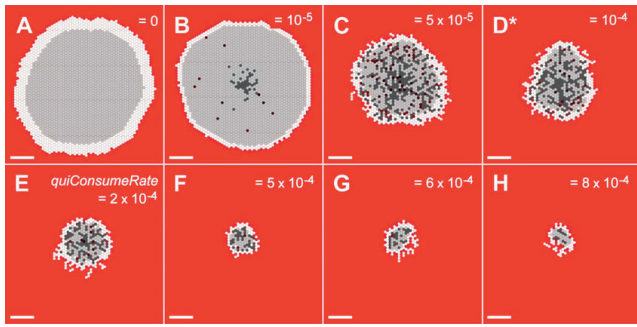 A = 0
B = 10-5
C = 5 x 10-5
D* = 10-4
E quiConsumeRate
= 2 x 10-4
F = 5 x 10-4
G = 6 x 10-4
H = 8 x 10-4